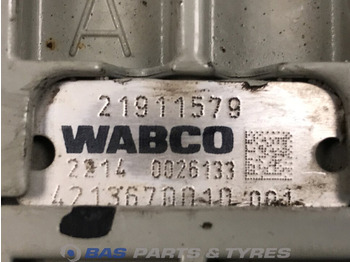 A
21911579
WABCO
2214 0026133
4213670010 001
© BAS PARTS & TYRES